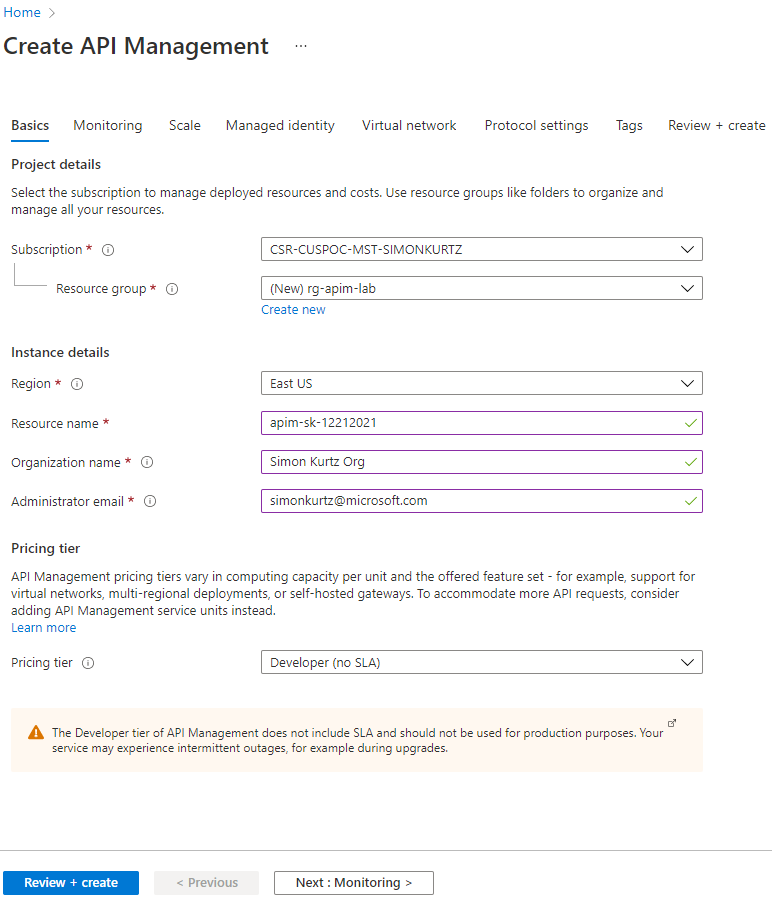 Home >
Create API Management ...
Basics Monitoring Scale Managed identity Virtual network Protocol settings Tags Review + create
Project details
Select the subscription to manage deployed resources and costs. Use resource groups like folders to organize and
manage all your resources.
Subscription * CSR-CUSPOC-MST-SIMONKURTZ
Resource group * (New) rg-apim-lab
Create new
Instance details
Region * East US
Resource name * apim-sk-12212021
Organization name * Simon Kurtz Org
Administrator email * simonkurtz@microsoft.com
Pricing tier
API Management pricing tiers vary in computing capacity per unit and the offered feature set - for example, support for
virtual networks, multi-regional deployments, or self-hosted gateways. To accommodate more API requests, consider
adding API Management service units instead.
Learn more
Pricing tier Developer (no SLA)
The Developer tier of API Management does not include SLA and should not be used for production purposes. Your
service may experience intermittent outages, for example during upgrades.
Review + create < Previous Next : Monitoring >